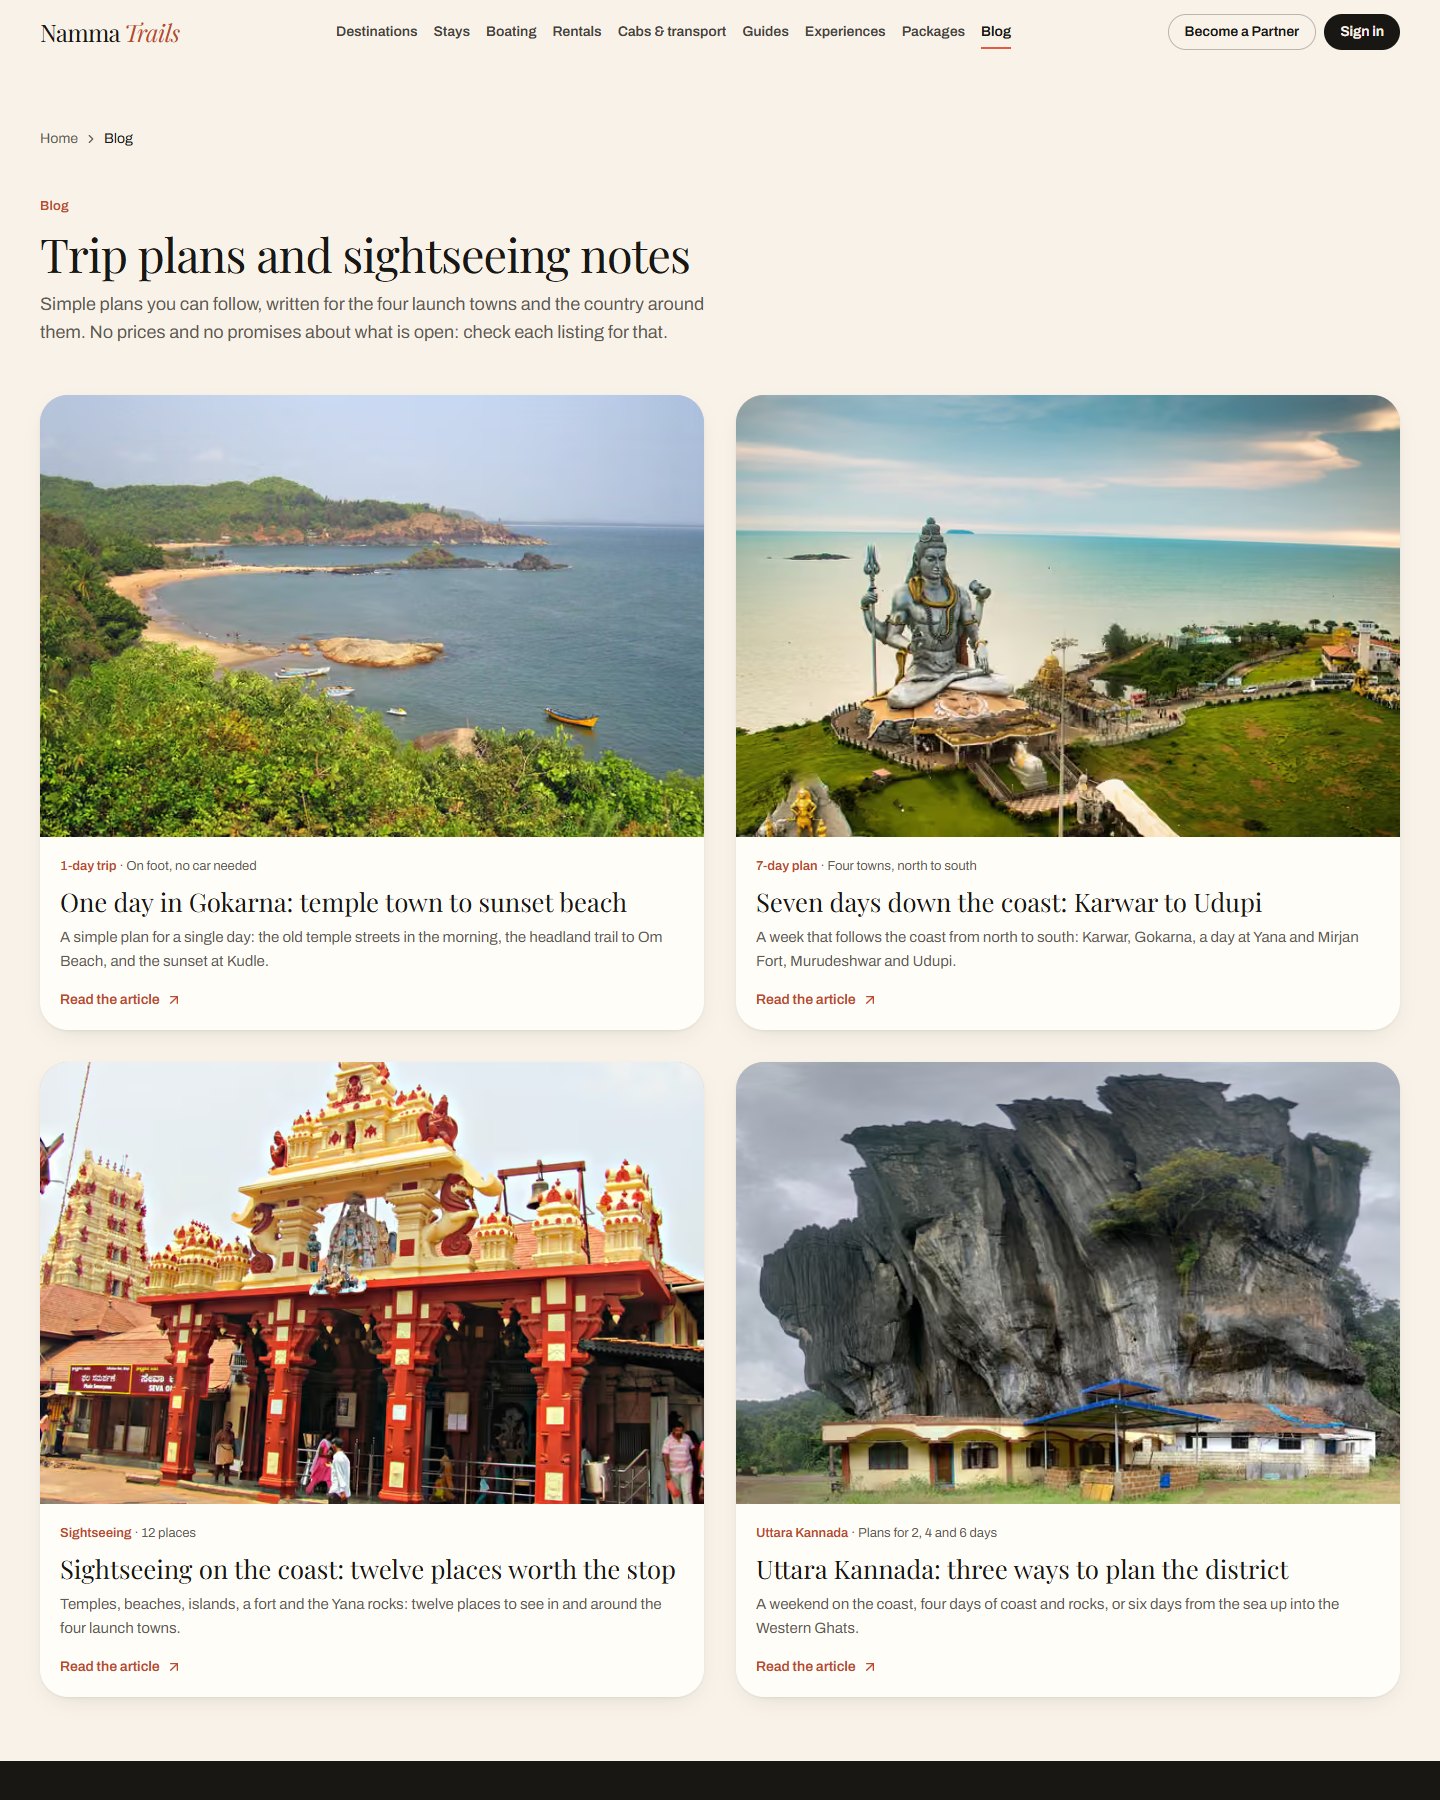 Namma Trails
Destinations Stays Boating Rentals Cabs & transport Guides Experiences Packages Blog
Become a Partner Sign in
Home > Blog
Blog
Trip plans and sightseeing notes
Simple plans you can follow, written for the four launch towns and the country around
them. No prices and no promises about what is open: check each listing for that.
1-day trip · On foot, no car needed
One day in Gokarna: temple town to sunset beach
A simple plan for a single day: the old temple streets in the morning, the headland trail to Om
Beach, and the sunset at Kudle.
Read the article
7-day plan · Four towns, north to south
Seven days down the coast: Karwar to Udupi
A week that follows the coast from north to south: Karwar, Gokarna, a day at Yana and Mirjan
Fort, Murudeshwar and Udupi.
Read the article
ಫಲ ಸಮರ್ಪಣೆ
ಸೇವಾ
SEVA
Sightseeing · 12 places
Sightseeing on the coast: twelve places worth the stop
Temples, beaches, islands, a fort and the Yana rocks: twelve places to see in and around the
four launch towns.
Read the article
Uttara Kannada · Plans for 2, 4 and 6 days
Uttara Kannada: three ways to plan the district
A weekend on the coast, four days of coast and rocks, or six days from the sea up into the
Western Ghats.
Read the article